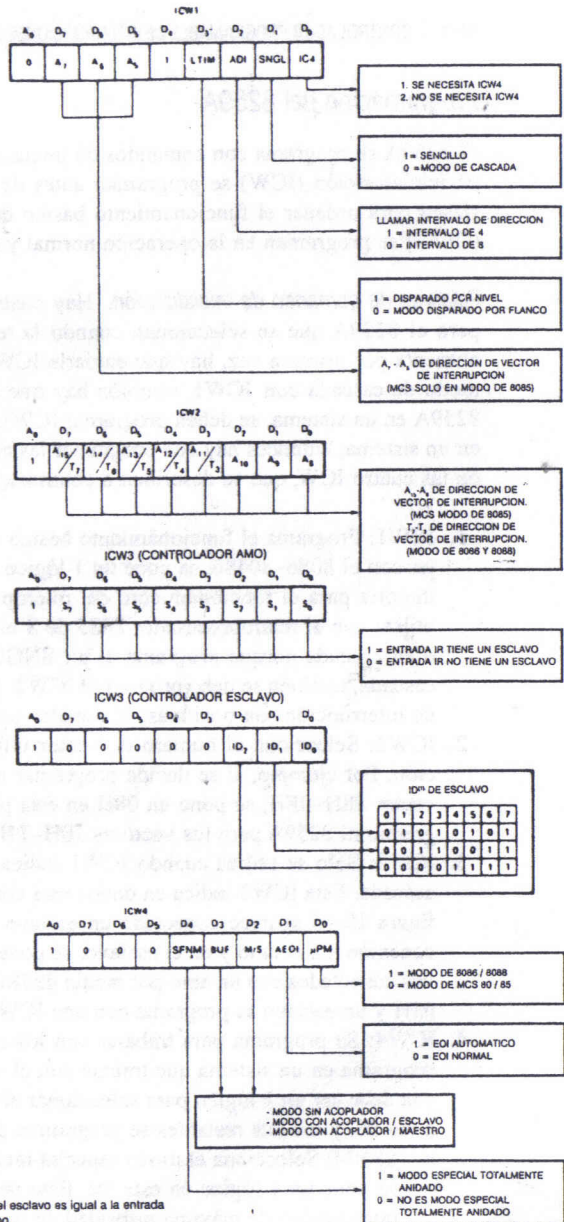 ICW1
A0 D7 D6 D5 D4 D3 D2 D1 D0
0 A7 A6 A5 1 LTIM ADI SNGL IC4
1. SE NECESITA ICW4
2. NO SE NECESITA ICW4
1= SENCILLO
0 =MODO DE CASCADA
LLAMAR INTERVALO DE DIRECCION
1 = INTERVALO DE 4
0 = INTERVALO DE 8
1 = DISPARADO POR NIVEL
0 = MODO DISPARADO POR FLANCO
DE DIRECCION DE VECTOR
DE INTERRUPCION
(MCS SOLO EN MODO DE 8085)
ICW2
A0 D7 D6 D5 D4 D3 D2 D1 D0
1 A15/T7 A14/T6 A13/T5 A12/T4 A11/T3 A10 A9 A8
A15-A8 DE DIRECCION DE
VECTOR DE INTERRUPCION.
(MCS MODO DE 8085)
T7-T3 DE DIRECCION DE
VECTOR DE INTERRUPCION.
(MODO DE 8086 Y 8088)
ICW3 (CONTROLADOR AMO)
A0 D7 D6 D5 D4 D3 D2 D1 D0
1 S7 S6 S5 S4 S3 S2 S1 S0
1 = ENTRADA IR TIENE UN ESCLAVO
0 = ENTRADA IR NO TIENE UN ESCLAVO
ICW3 (CONTROLADOR ESCLAVO)
A0 D7 D6 D5 D4 D3 D2 D1 D0
1 0 0 0 0 0 ID2 ID1 ID0
DE ESCLAVO
0 1 2 3 4 5 6 7
0 1 0 1 0 1 0 1
0 0 1 1 0 0 1 1
0 0 0 0 1 1 1 1
ICW4
A0 D7 D6 D5 D4 D3 D2 D1 D0
1 0 0 0 SFNM BUF M/S AEOI µPM
1 = MODO DE 8086 / 8088
0 = MODO DE MCS 80 / 85
1 = EOI AUTOMATICO
0 = EOI NORMAL
- MODO SIN ACOPLADOR
- MODO CON ACOPLADOR / ESCLAVO
- MODO CON ACOPLADOR / MAESTRO
1 = MODO ESPECIAL TOTALMENTE
ANIDADO
0 = NO ES MODO ESPECIAL
TOTALMENTE ANIDADO
el esclavo es igual a la entrada